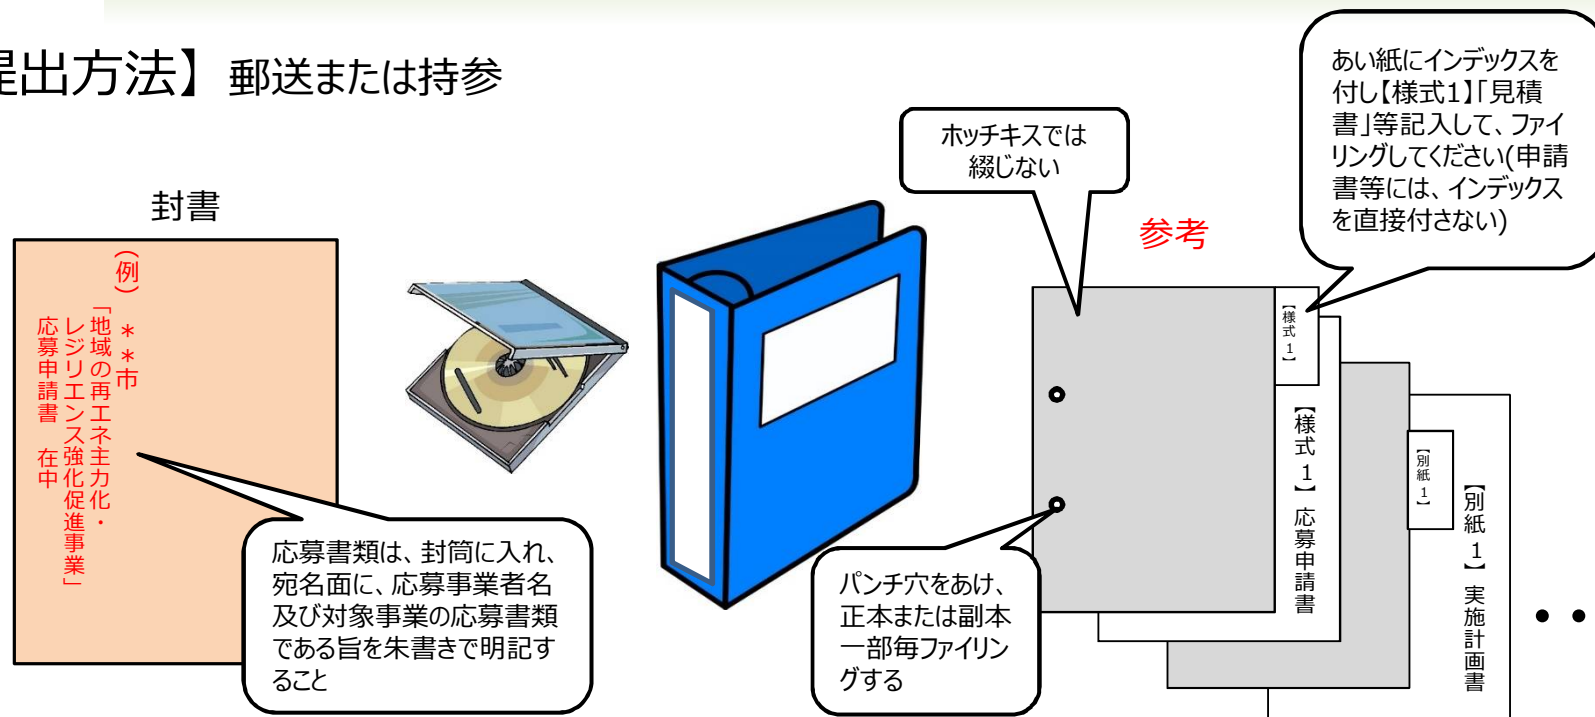 提出方法】郵送または持参
封書
(例)
＊＊市
「地域の再エネ主力化・
レジリエンス強化促進事業」
応募申請書　在中
応募書類は、封筒に入れ、
宛名面に、応募事業者名
及び対象事業の応募書類
である旨を朱書きで明記す
ること
ホッチキスでは
綴じない
参考
あい紙にインデックスを
付し【様式1】「見積
書」等記入して、ファイ
リングしてください(申請
書等には、インデックス
を直接付さない)
パンチ穴をあけ、
正本または副本
一部毎ファイリン
グする
【様式1】
【様式1】応募申請書
【別紙1】
【別紙1】実施計画書
・・